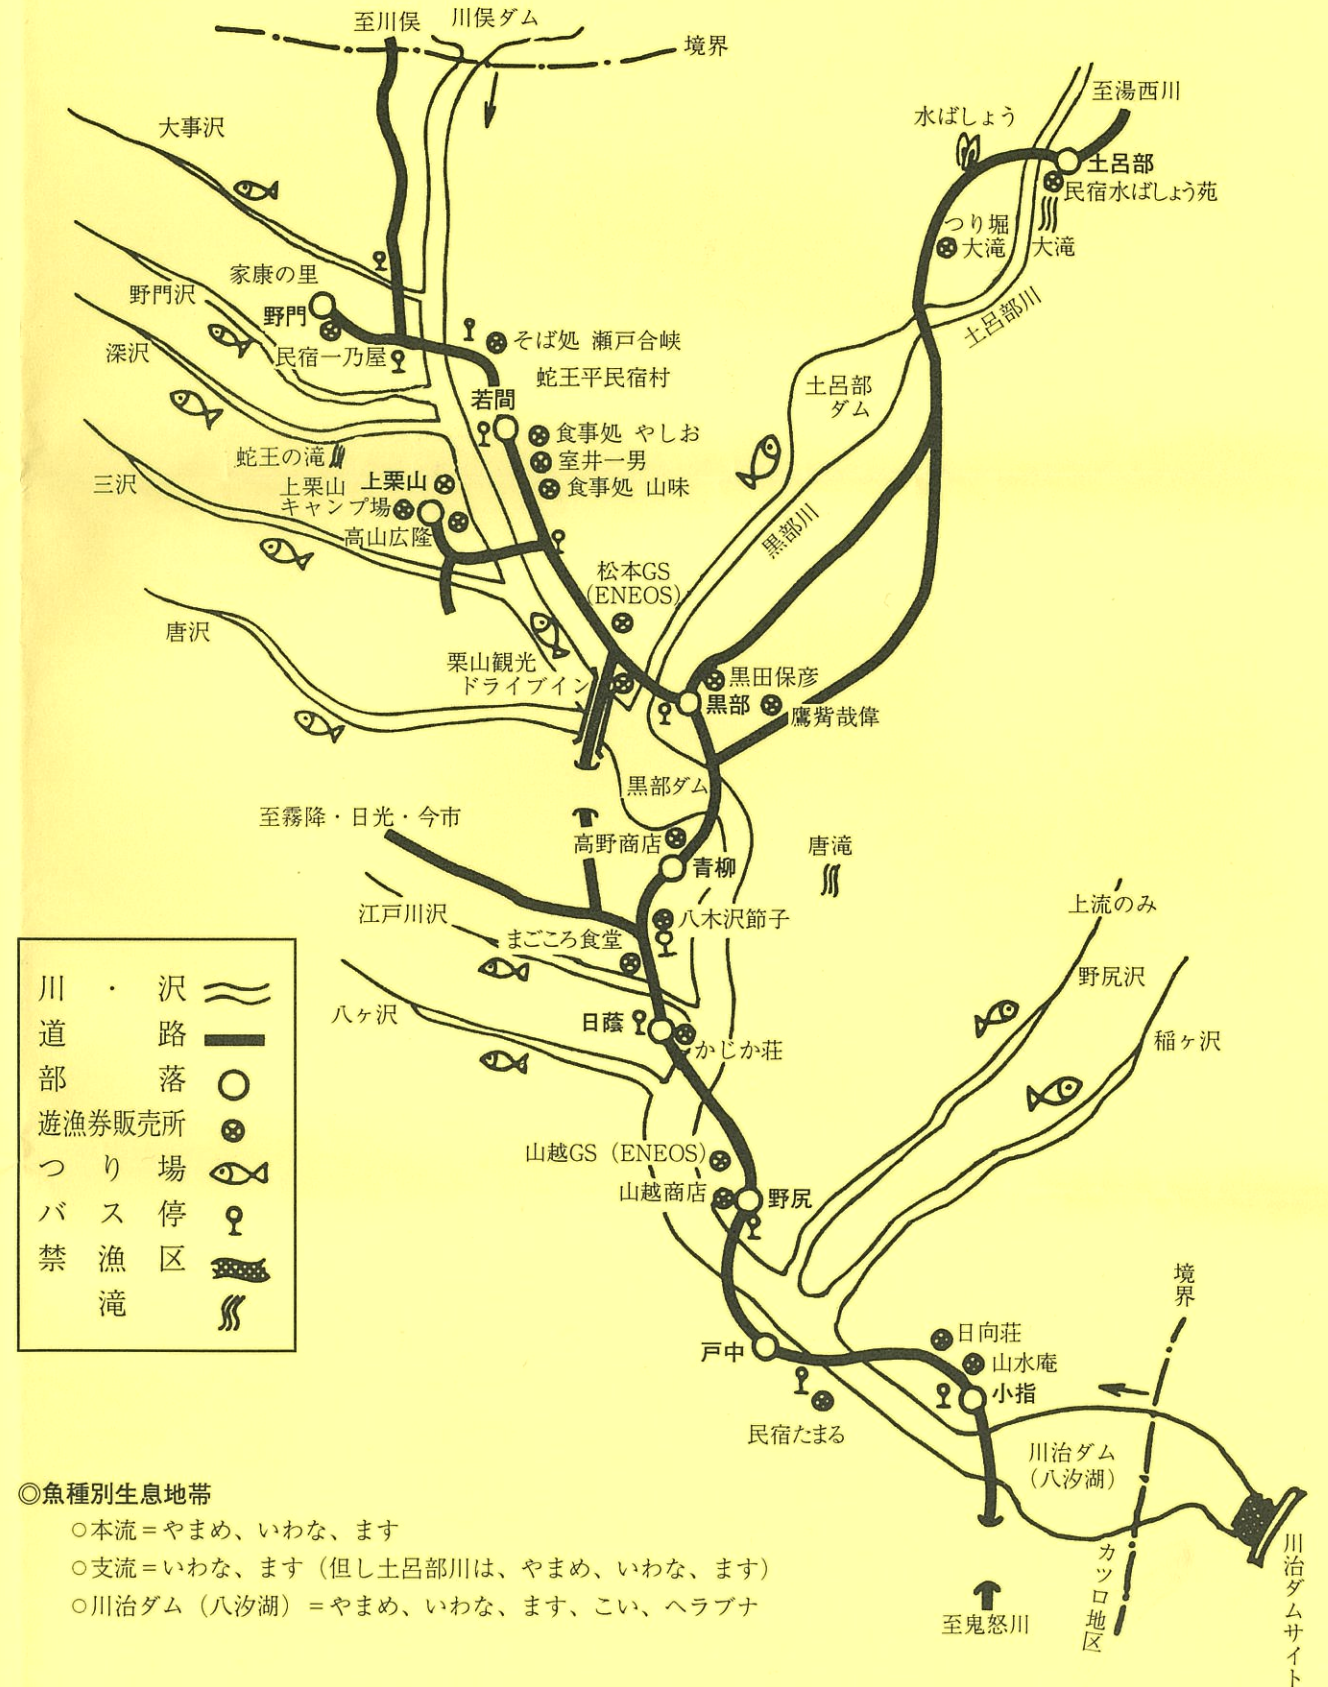 至川俣
川俣ダム
境界
大事沢
至湯西川
水ばしょう
土呂部
民宿水ばしょう苑
つり堀
大滝
大滝
家康の里
野門沢
野門
民宿一乃屋
土呂部川
そば処 瀬戸合峡
蛇王平民宿村
深沢
若間
土呂部
ダム
食事処 やしお
室井一男
食事処 山味
蛇王の滝
三沢
上栗山
上栗山
キャンプ場
高山広隆
黒部川
松本GS
(ENEOS)
唐沢
栗山観光
ドライブイン
黒田保彦
黒部
鷹觜哉偉
黒部ダム
至霧降・日光・今市
高野商店
青柳
唐滝
江戸川沢
八木沢節子
まごころ食堂
上流のみ
野尻沢
稲ヶ沢
八ヶ沢
日蔭
かじか荘
山越GS(ENEOS)
山越商店
野尻
境界
戸中
日向荘
山水庵
小指
民宿たまる
川治ダム
(八汐湖)
川治ダムサイト
カツロ地区
至鬼怒川
川・沢
道路
部落
遊漁券販売所
つり場
バス停
禁漁区
滝
◎魚種別生息地帯
○本流=やまめ、いわな、ます
○支流=いわな、ます(但し土呂部川は、やまめ、いわな、ます)
○川治ダム(八汐湖)=やまめ、いわな、ます、こい、ヘラブナ